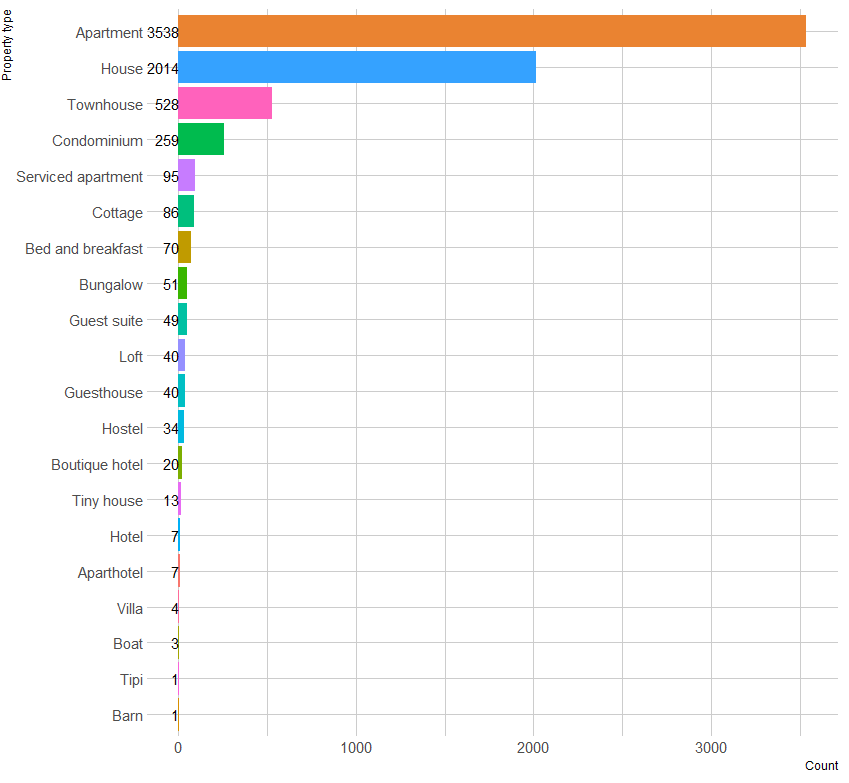 Property type
Apartment 3538
House 2014
Townhouse 528
Condominium 259
Serviced apartment 95
Cottage 86
Bed and breakfast 70
Bungalow 51
Guest suite 49
Loft 40
Guesthouse 40
Hostel 34
Boutique hotel 20
Tiny house 13
Hotel 7
Aparthotel 7
Villa 4
Boat 3
Tipi 1
Barn 1
0 1000 2000 3000
Count